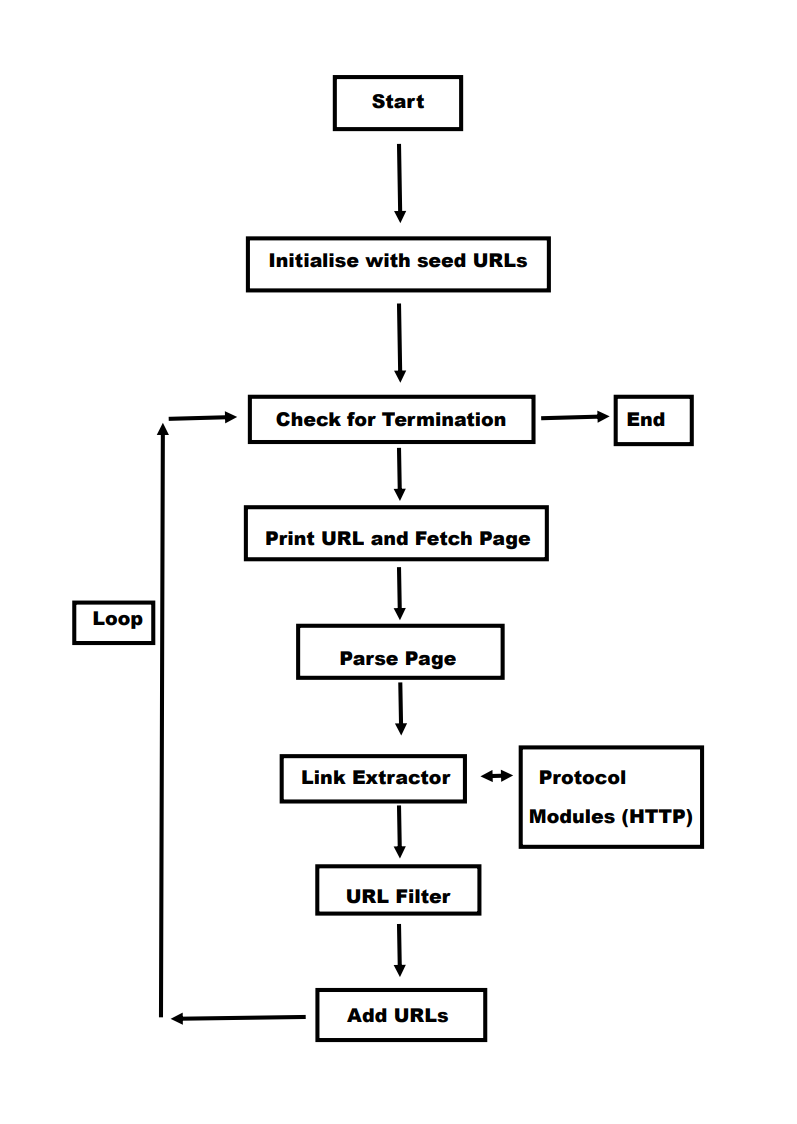 Start
Initialise with seed URLs
Check for Termination
End
Print URL and Fetch Page
Loop
Parse Page
Link Extractor
Protocol
Modules (HTTP)
URL Filter
Add URLs